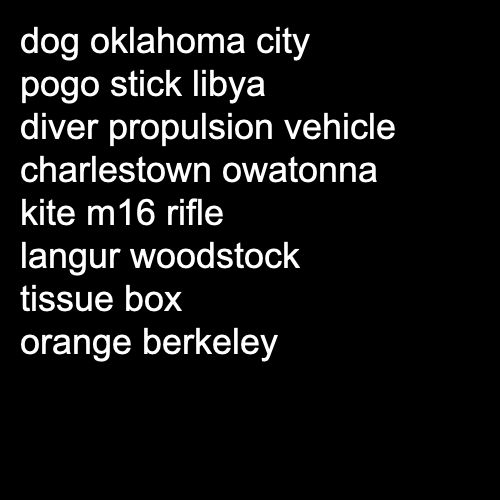 dog oklahoma city
pogo stick libya
diver propulsion vehicle
charlestown owatonna
kite m16 rifle
langur woodstock
tissue box
orange berkeley